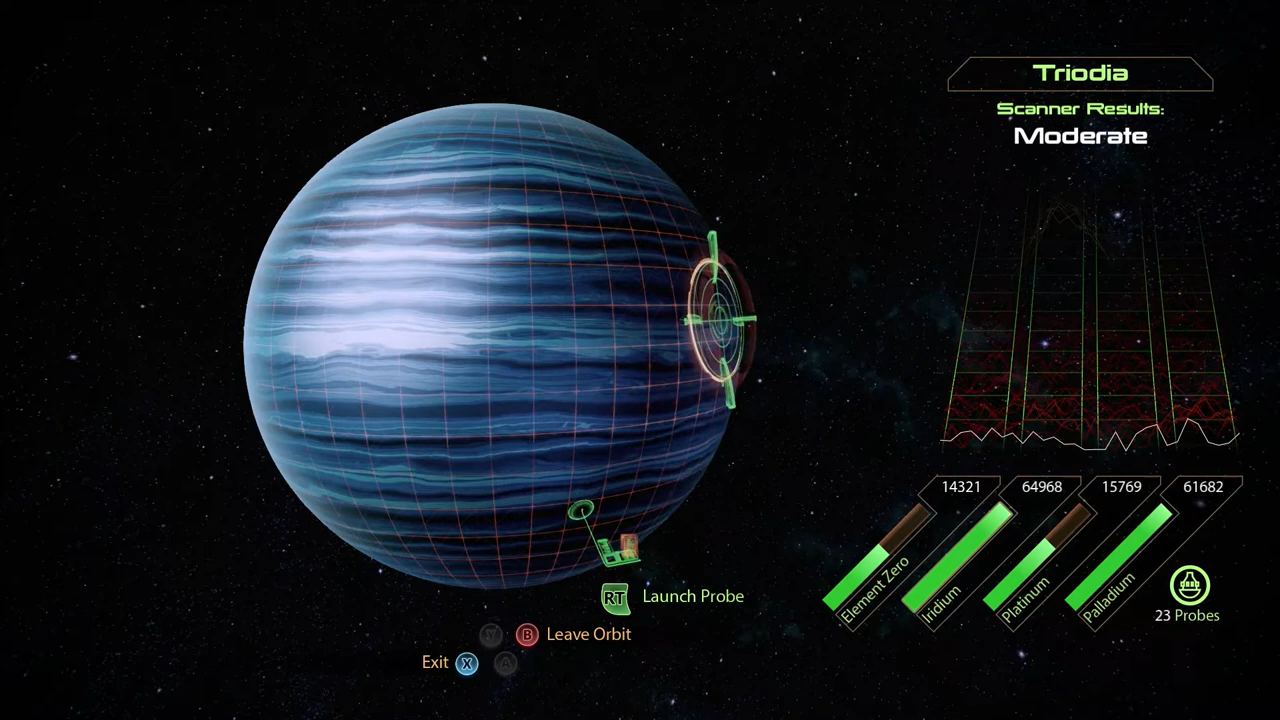 Triodia
Scanner Results:
Moderate
14321 64968 15769 61682
Element Zero Iridium Platinum Palladium
23 Probes
RT Launch Probe
Y B Leave Orbit
Exit X A